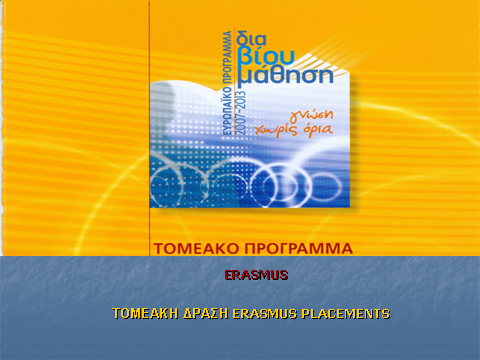 δια
βίου
μάθηση
ΕΥΡΩΠΑΪΚΟ ΠΡΟΓΡΑΜΜΑ
2007-2013
γνώση
χωρίς όρια
ΤΟΜΕΑΚΟ ΠΡΟΓΡΑΜΜΑ
ERASMUS
ΤΟΜΕΑΚΗ ΔΡΑΣΗ ERASMUS PLACEMENTS